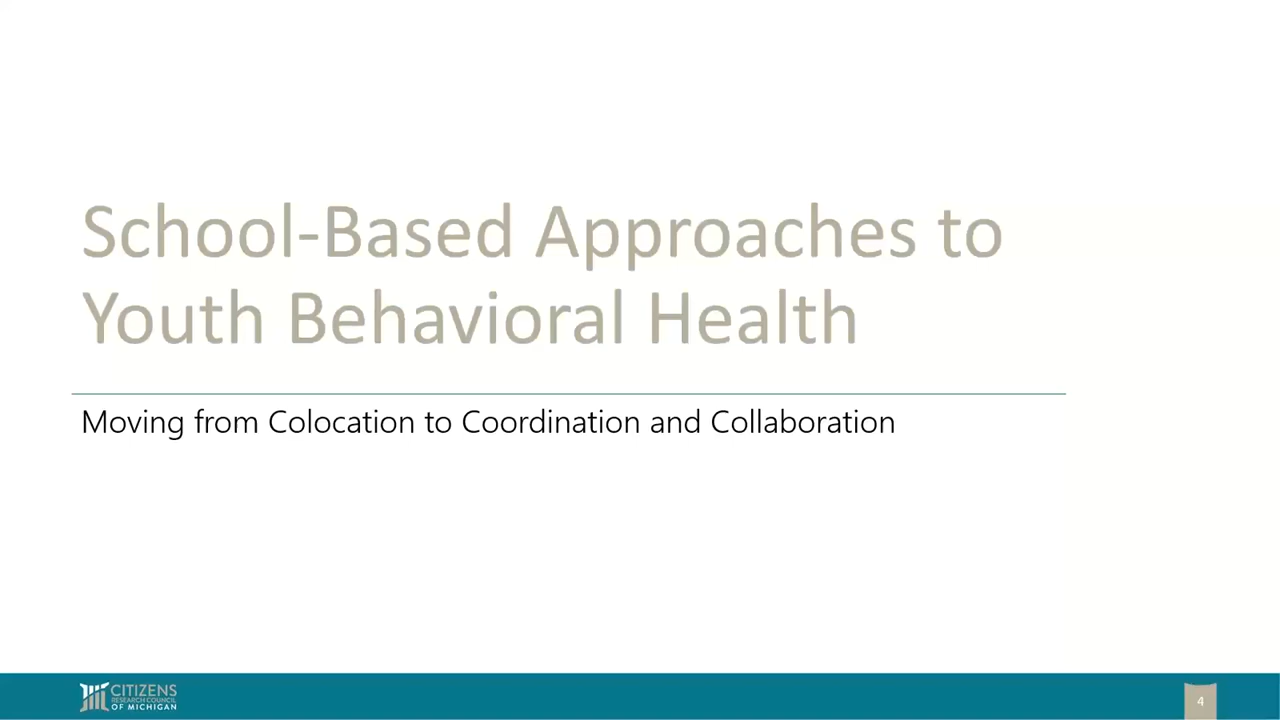 School-Based Approaches to
Youth Behavioral Health
Moving from Colocation to Coordination and Collaboration
CITIZENS
RESEARCH COUNCIL
OF MICHIGAN
4